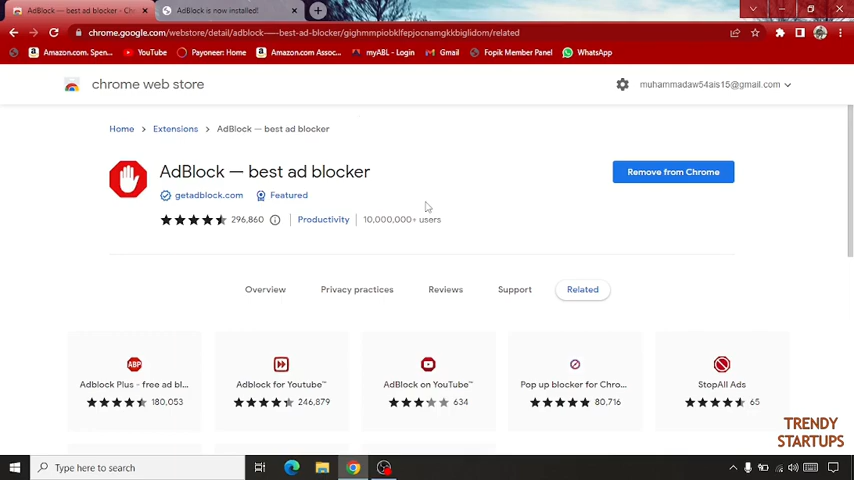 AdBlock — best ad blocker - Chro
AdBlock is now installed!
chrome.google.com/webstore/detail/adblock-—-best-ad-blocker/gighmmpiobklfepjocnamgkkbiglidom/related
Amazon.com. Spen...
YouTube
Payoneer: Home
Amazon.com Assoc...
myABL - Login
Gmail
Fopik Member Panel
WhatsApp
chrome web store
muhammadaw54ais15@gmail.com
Home
Extensions
AdBlock — best ad blocker
AdBlock — best ad blocker
Remove from Chrome
getadblock.com
Featured
296,860
Productivity
10,000,000+ users
Overview
Privacy practices
Reviews
Support
Related
ABP
Adblock Plus - free ad bl...
Adblock for Youtube™
AdBlock on YouTube™
Pop up blocker for Chro...
StopAll Ads
180,053
246,879
634
80,716
65
TRENDY
STARTUPS
Type here to search